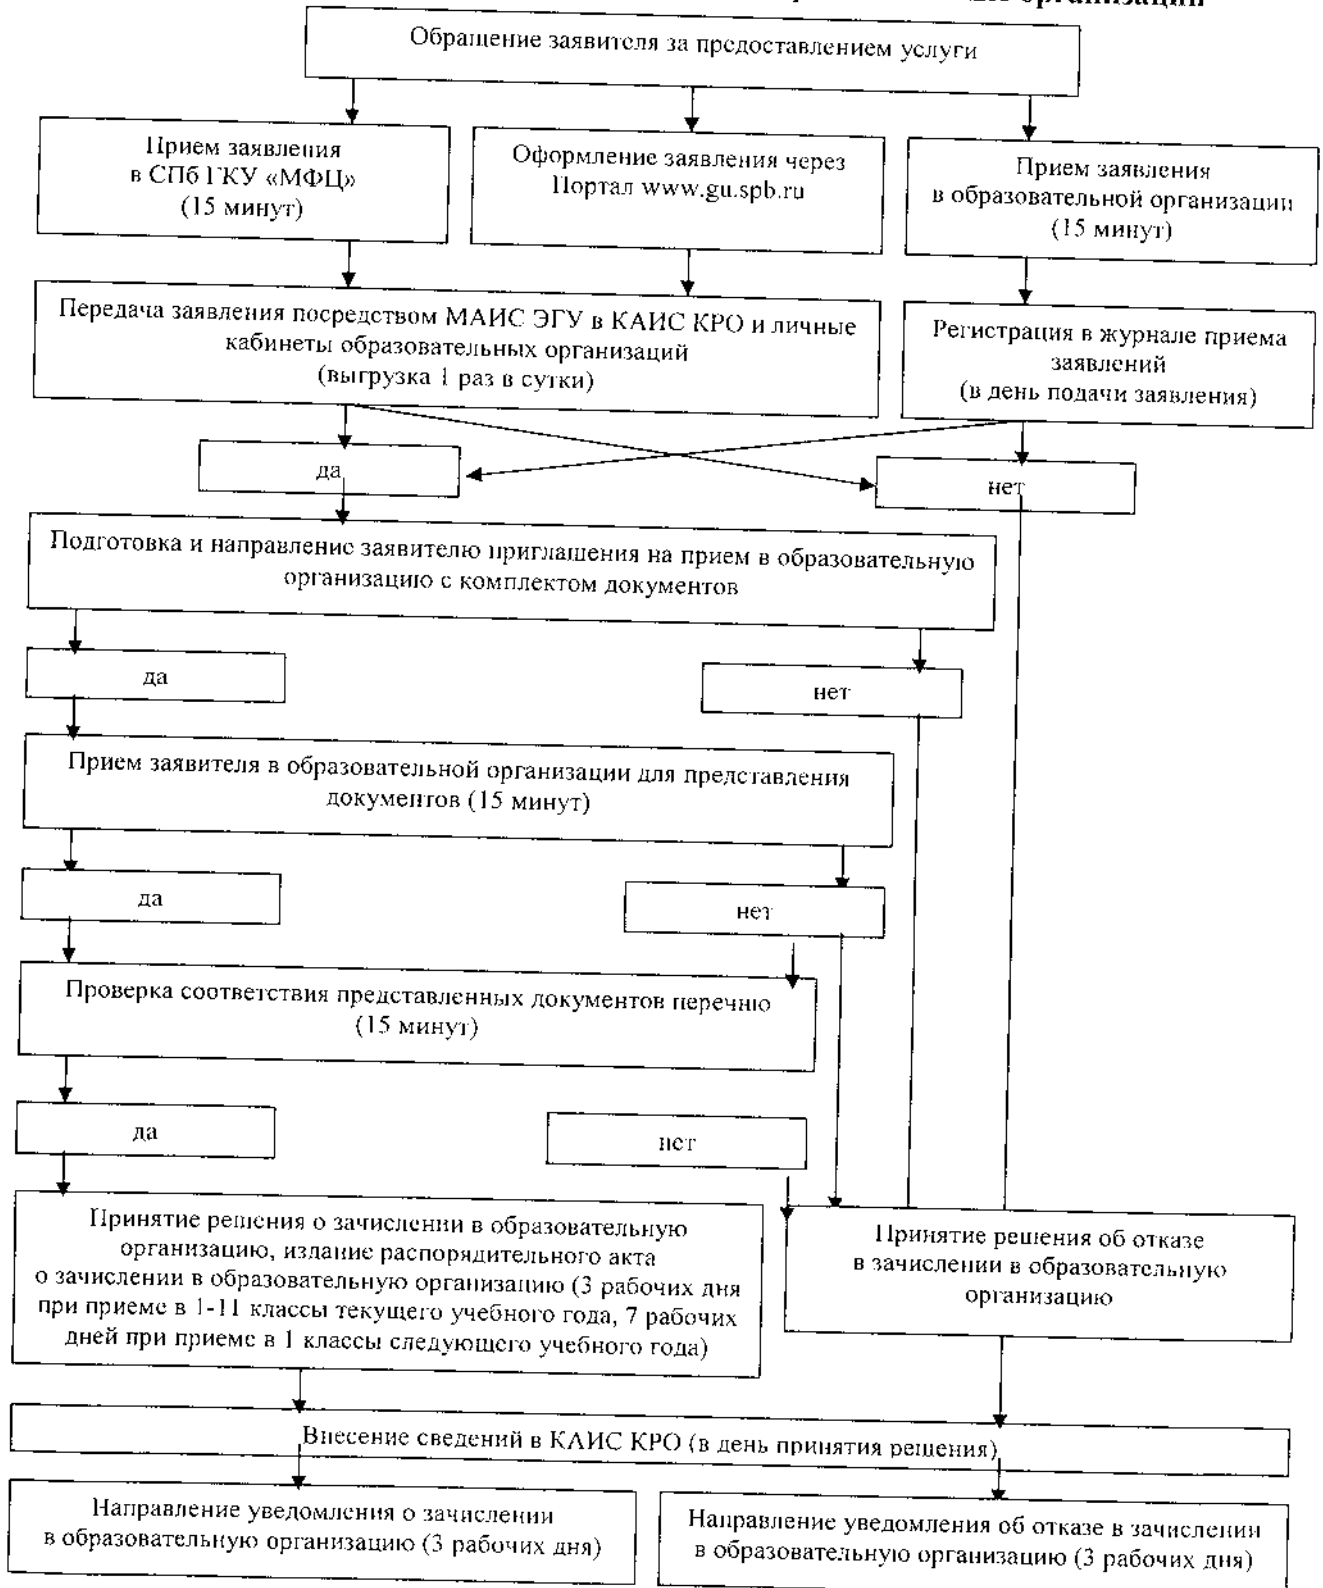 организации
Обращение заявителя за предоставлением услуги
Прием заявления
в СПб ГКУ «МФЦ»
(15 минут)
Оформление заявления через
Портал www.gu.spb.ru
Прием заявления
в образовательной организации
(15 минут)
Передача заявления посредством МАИС ЭГУ в КАИС КРО и личные
кабинеты образовательных организаций
(выгрузка 1 раз в сутки)
Регистрация в журнале приема
заявлений
(в день подачи заявления)
да
нет
Подготовка и направление заявителю приглашения на прием в образовательную
организацию с комплектом документов
да
нет
Прием заявителя в образовательной организации для представления
документов (15 минут)
да
нет
Проверка соответствия представленных документов перечню
(15 минут)
да
нет
Принятие решения о зачислении в образовательную
организацию, издание распорядительного акта
о зачислении в образовательную организацию (3 рабочих дня
при приеме в 1-11 классы текущего учебного года, 7 рабочих
дней при приеме в 1 классы следующего учебного года)
Принятие решения об отказе
в зачислении в образовательную
организацию
Внесение сведений в КАИС КРО (в день принятия решения)
Направление уведомления о зачислении
в образовательную организацию (3 рабочих дня)
Направление уведомления об отказе в зачислении
в образовательную организацию (3 рабочих дня)